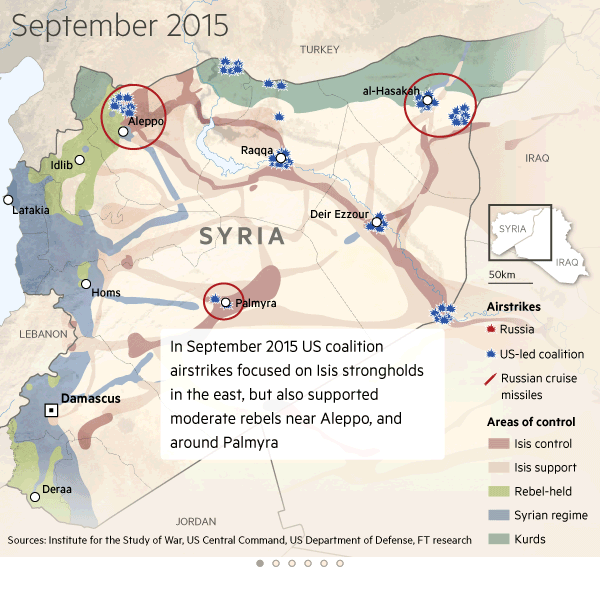 September 2015
TURKEY
al-Hasakah
Aleppo
Raqqa
Idlib
IRAQ
Latakia
Deir Ezzour
SYRIA
SYRIA
IRAQ
50km
Homs
Palmyra
LEBANON
Damascus
Deraa
JORDAN
In September 2015 US coalition
airstrikes focused on Isis strongholds
in the east, but also supported
moderate rebels near Aleppo, and
around Palmyra
Airstrikes
Russia
US-led coalition
Russian cruise
missiles
Areas of control
Isis control
Isis support
Rebel-held
Syrian regime
Kurds
Sources: Institute for the Study of War, US Central Command, US Department of Defense, FT research